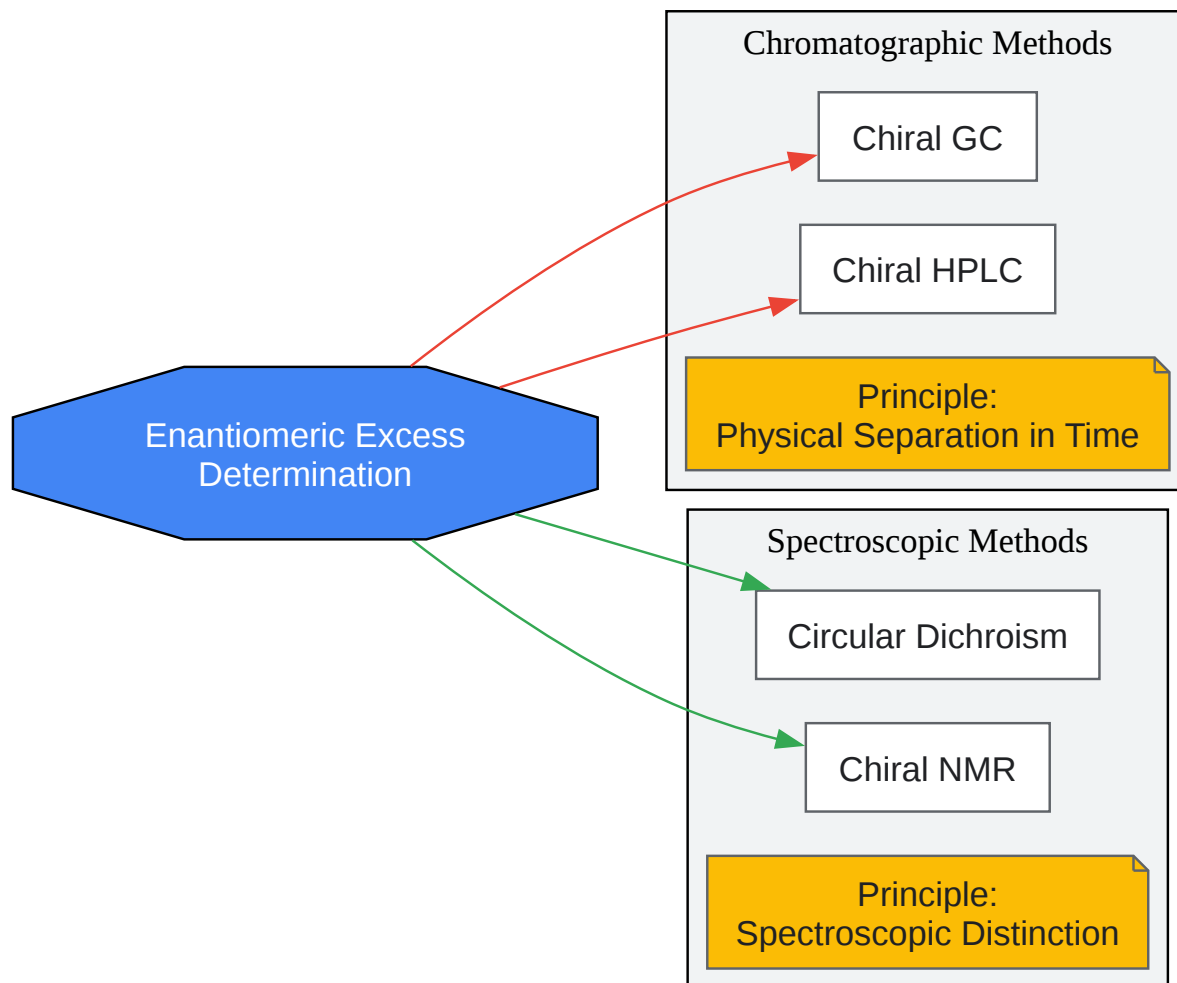 Chromatographic Methods
Chiral GC
Chiral HPLC
Principle:
Physical Separation in Time
Enantiomeric Excess
Determination
Spectroscopic Methods
Circular Dichroism
Chiral NMR
Principle:
Spectroscopic Distinction